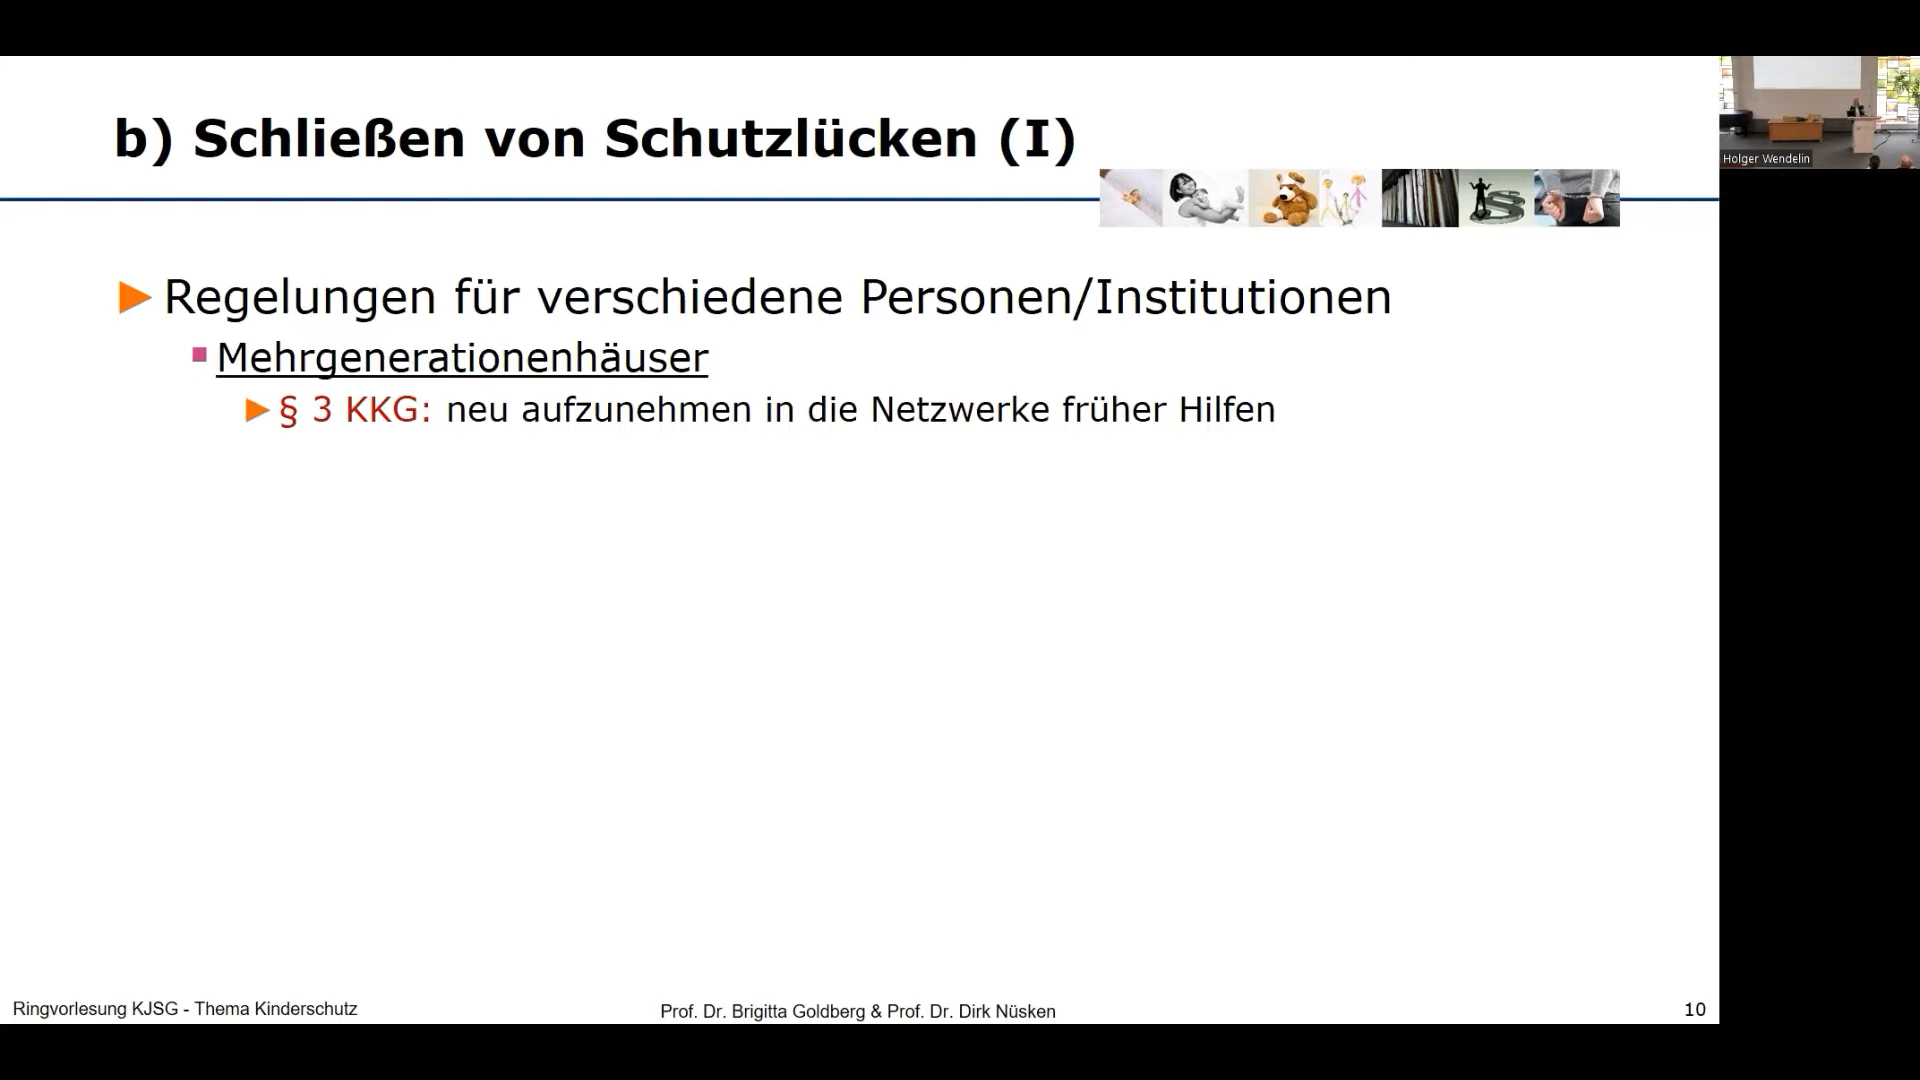 b) Schließen von Schutzlücken (I)
Holger Wendelin
Regelungen für verschiedene Personen/Institutionen
Mehrgenerationenhäuser
§ 3 KKG: neu aufzunehmen in die Netzwerke früher Hilfen
Ringvorlesung KJSG - Thema Kinderschutz
Prof. Dr. Brigitta Goldberg & Prof. Dr. Dirk Nüsken
10